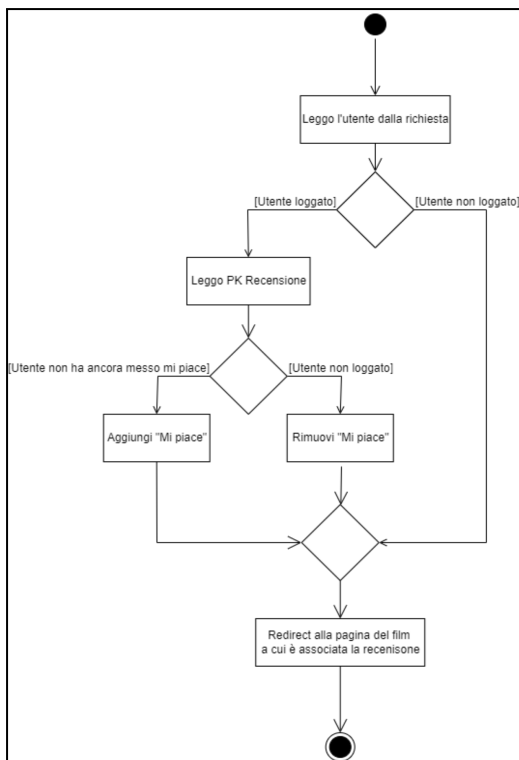 Leggo l'utente dalla richiesta
[Utente loggato]
[Utente non loggato]
Leggo PK Recensione
[Utente non ha ancora messo mi piace]
[Utente non loggato]
Aggiungi "Mi piace"
Rimuovi "Mi piace"
Redirect alla pagina del film
a cui è associata la recenisone